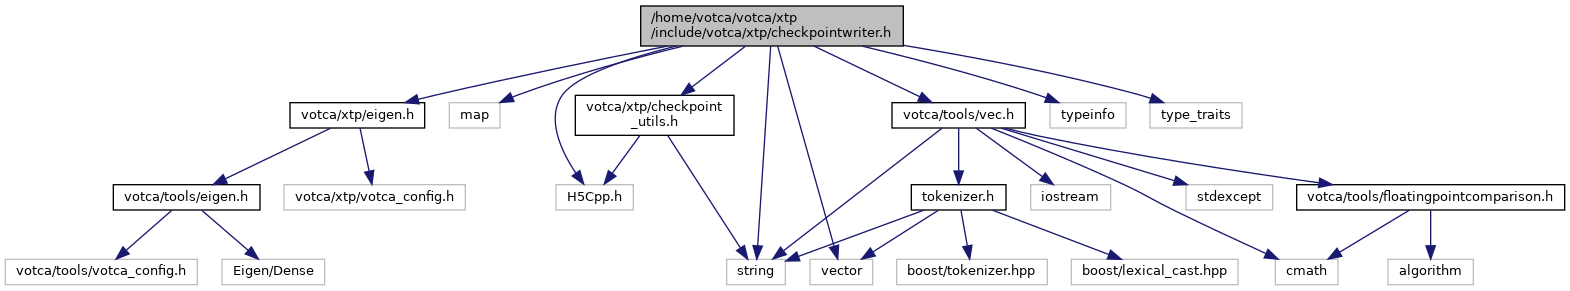 /home/votca/votca/xtp
/include/votca/xtp/checkpointwriter.h
votca/xtp/eigen.h
map
votca/xtp/checkpoint
_utils.h
votca/tools/vec.h
typeinfo
type_traits
votca/tools/eigen.h
votca/xtp/votca_config.h
H5Cpp.h
tokenizer.h
iostream
stdexcept
votca/tools/floatingpointcomparison.h
votca/tools/votca_config.h
Eigen/Dense
string
vector
boost/tokenizer.hpp
boost/lexical_cast.hpp
cmath
algorithm